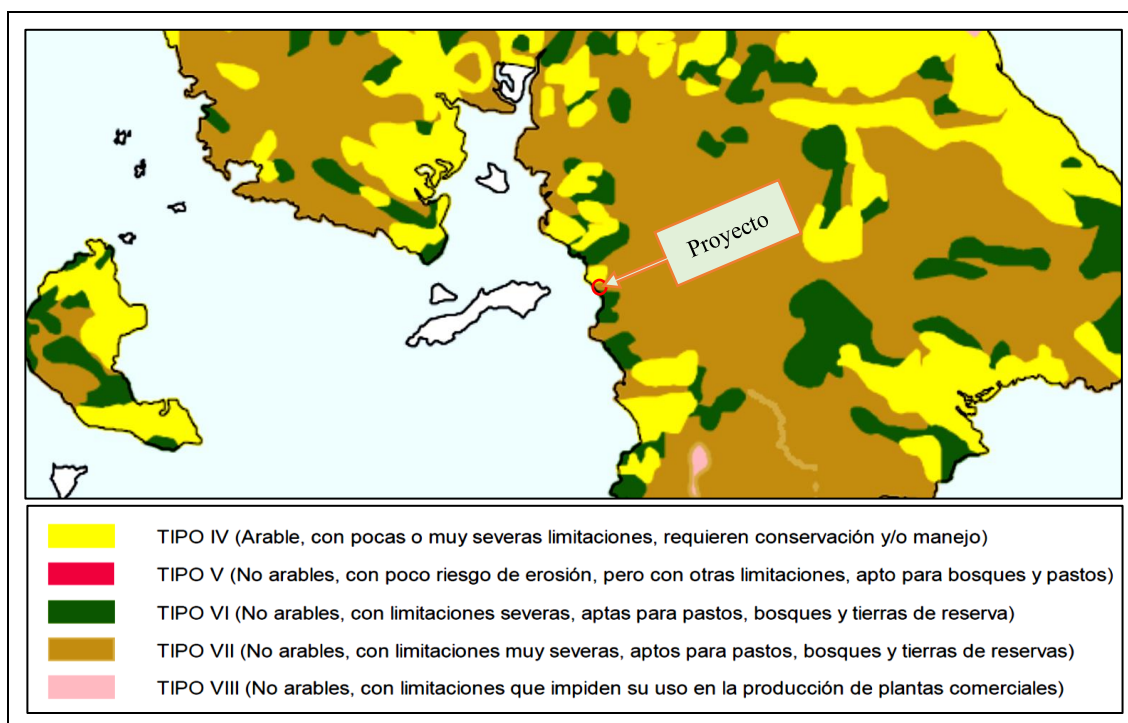 Proyecto
TIPO IV (Arable, con pocas o muy severas limitaciones, requieren conservación y/o manejo)
TIPO V (No arables, con poco riesgo de erosión, pero con otras limitaciones, apto para bosques y pastos)
TIPO VI (No arables, con limitaciones severas, aptas para pastos, bosques y tierras de reserva)
TIPO VII (No arables, con limitaciones muy severas, aptos para pastos, bosques y tierras de reservas)
TIPO VIII (No arables, con limitaciones que impiden su uso en la producción de plantas comerciales)